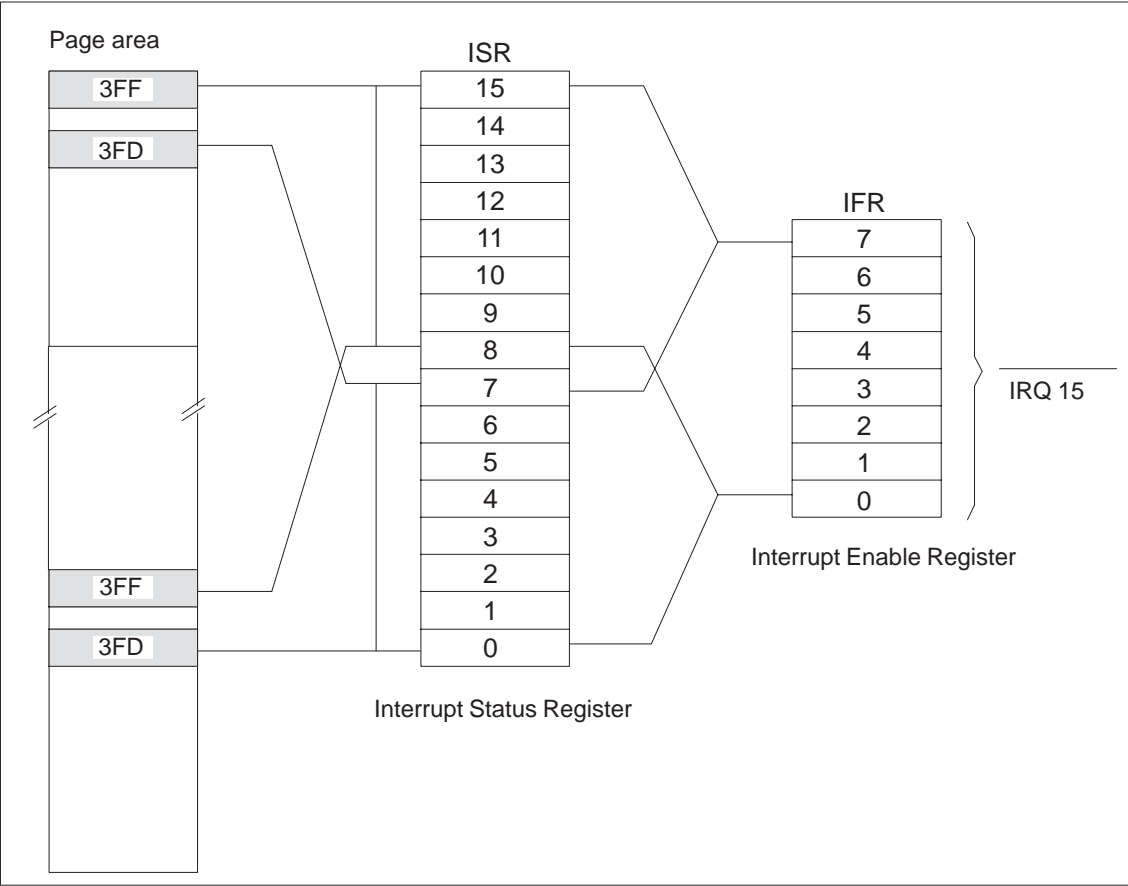 Page area
3FF
3FD
3FF
3FD
ISR
15
14
13
12
11
10
9
8
7
6
5
4
3
2
1
0
Interrupt Status Register
IFR
7
6
5
4
3
2
1
0
Interrupt Enable Register
IRQ 15